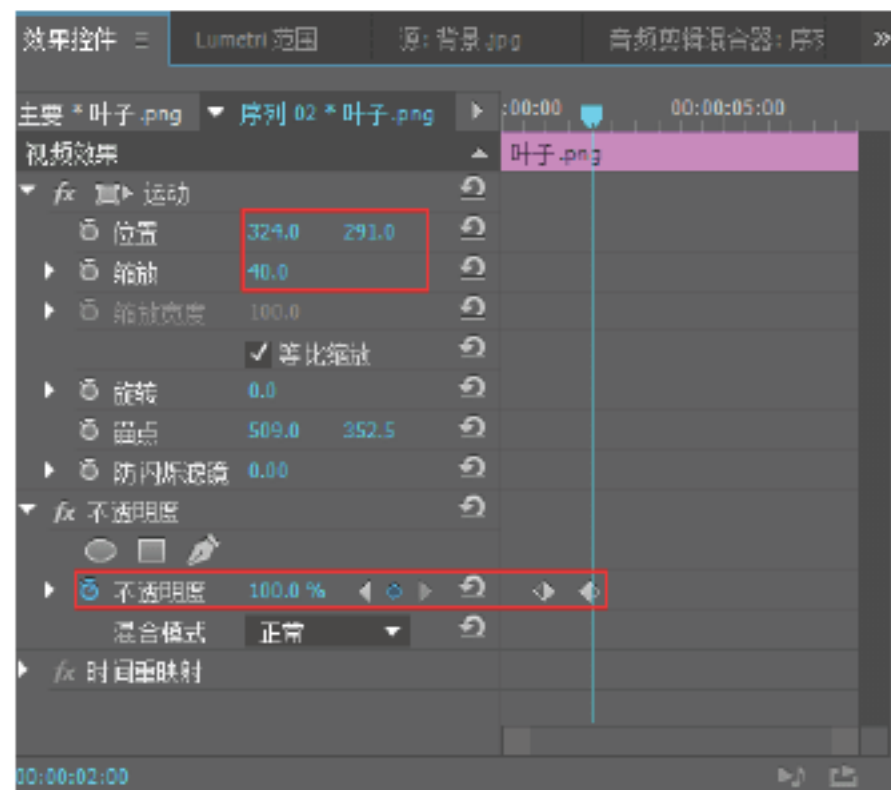 效果控件 Lumetri 范围 源: 背景.jpg 音频剪辑混合器: 序列 »
主要 * 叶子.png 序列 02 * 叶子.png :00:00 00:00:05:00
视频效果 叶子.png
fx 运动
位置 324.0 291.0
缩放 40.0
缩放宽度 100.0
等比缩放
旋转 0.0
锚点 509.0 352.5
防闪烁滤镜 0.00
fx 不透明度
不透明度 100.0 %
混合模式 正常
fx 时间重映射
00:00:02:00